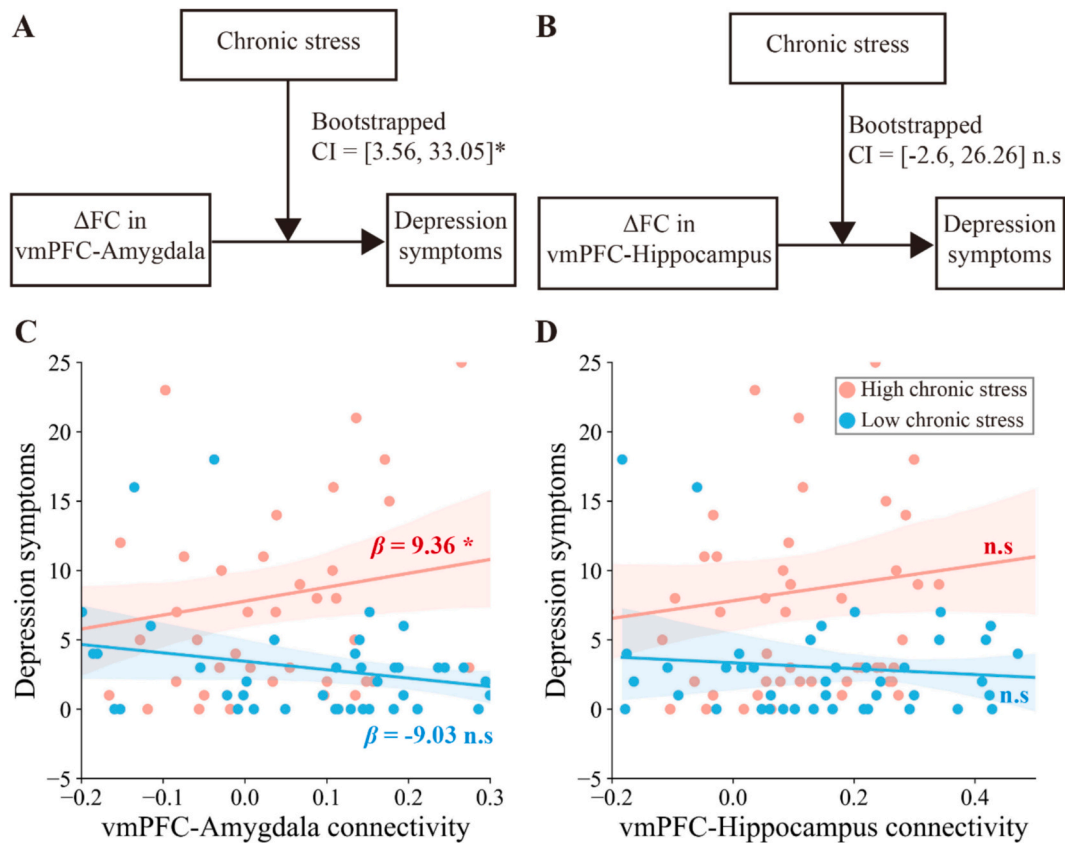 A
Chronic stress
Bootstrapped
CI = [3.56, 33.05]*
ΔFC in
vmPFC-Amygdala
Depression
symptoms
B
Chronic stress
Bootstrapped
CI = [-2.6, 26.26] n.s
ΔFC in
vmPFC-Hippocampus
Depression
symptoms
C
Depression symptoms
25
20
15
10
5
0
−5
β = 9.36 *
β = -9.03 n.s
−0.2
−0.1
0.0
0.1
0.2
0.3
vmPFC-Amygdala connectivity
D
Depression symptoms
25
20
15
10
5
0
−5
High chronic stress
Low chronic stress
n.s
n.s
−0.2
0.0
0.2
0.4
vmPFC-Hippocampus connectivity